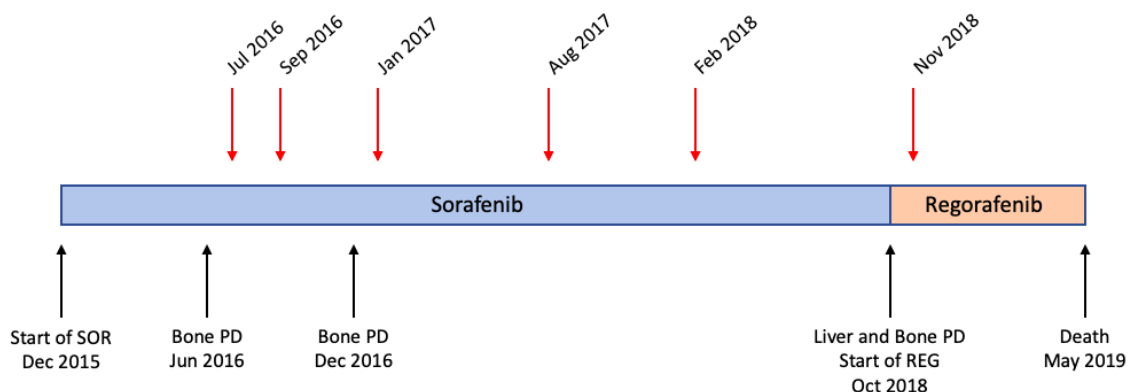 Jul 2016
Sep 2016
Jan 2017
Aug 2017
Feb 2018
Nov 2018
Sorafenib
Regorafenib
Start of SOR
Dec 2015
Bone PD
Jun 2016
Bone PD
Dec 2016
Liver and Bone PD
Start of REG
Oct 2018
Death
May 2019